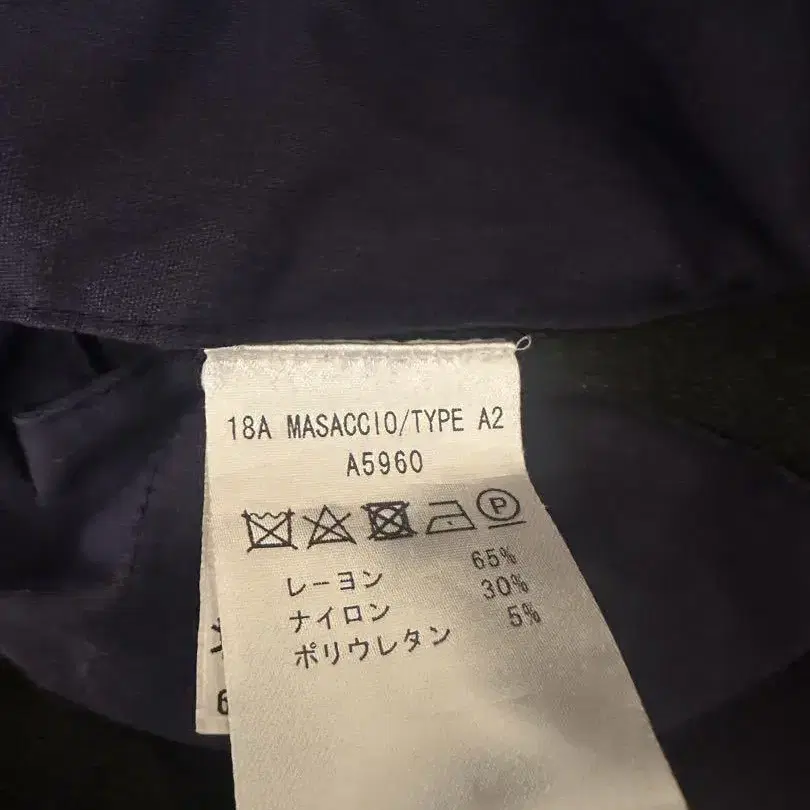 18A MASACCIO/TYPE A2
A5960
P
レーヨン 65%
ナイロン 30%
ポリウレタン 5%
6